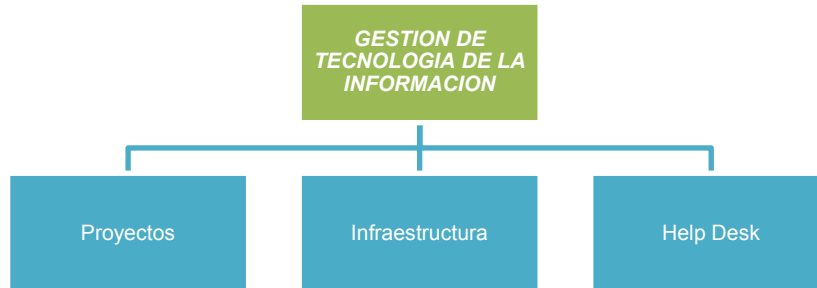 GESTION DE
TECNOLOGIA DE LA
INFORMACION
Proyectos
Infraestructura
Help Desk